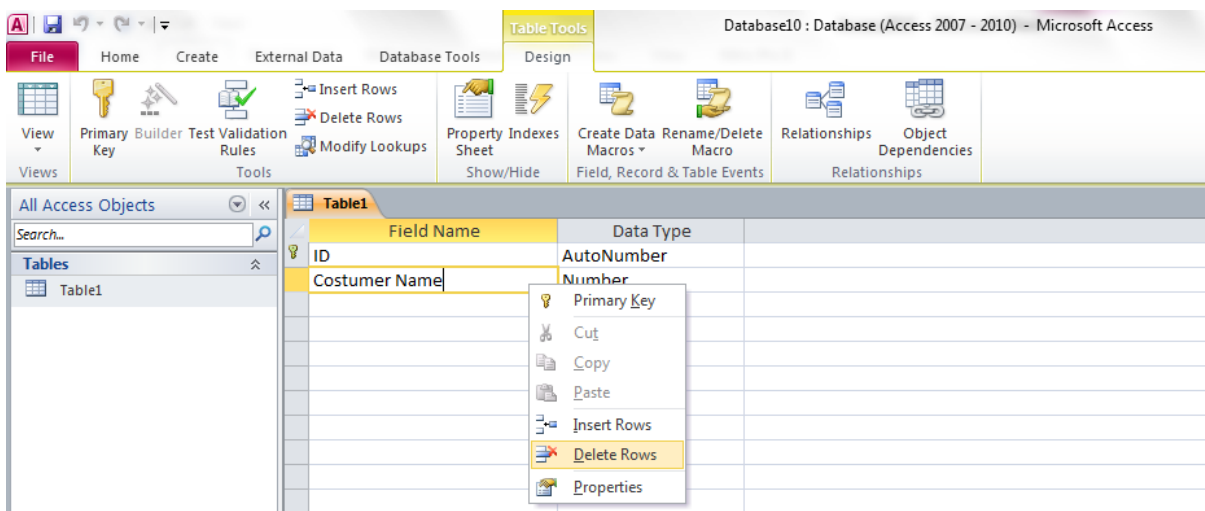 A
Table Tools
Database10 : Database (Access 2007 - 2010) - Microsoft Access
File Home Create External Data Database Tools Design
View
Views
Primary Key
Builder
Test Validation Rules
Insert Rows
Delete Rows
Modify Lookups
Tools
Property Sheet
Indexes
Show/Hide
Create Data Macros
Rename/Delete Macro
Field, Record & Table Events
Relationships
Object Dependencies
Relationships
All Access Objects
Search...
Tables
Table1
Table1
Field Name Data Type
ID AutoNumber
Costumer Name Number
Primary Key
Cut
Copy
Paste
Insert Rows
Delete Rows
Properties